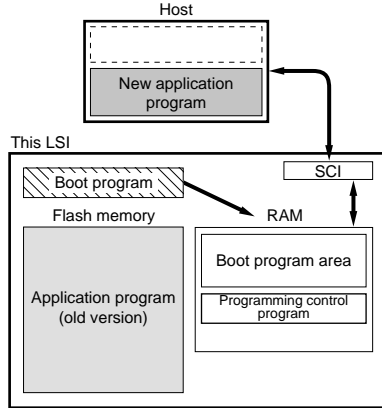 Host
New application
program
This LSI
SCI
Boot program
Flash memory
RAM
Boot program area
Application program
(old version)
Programming control
program